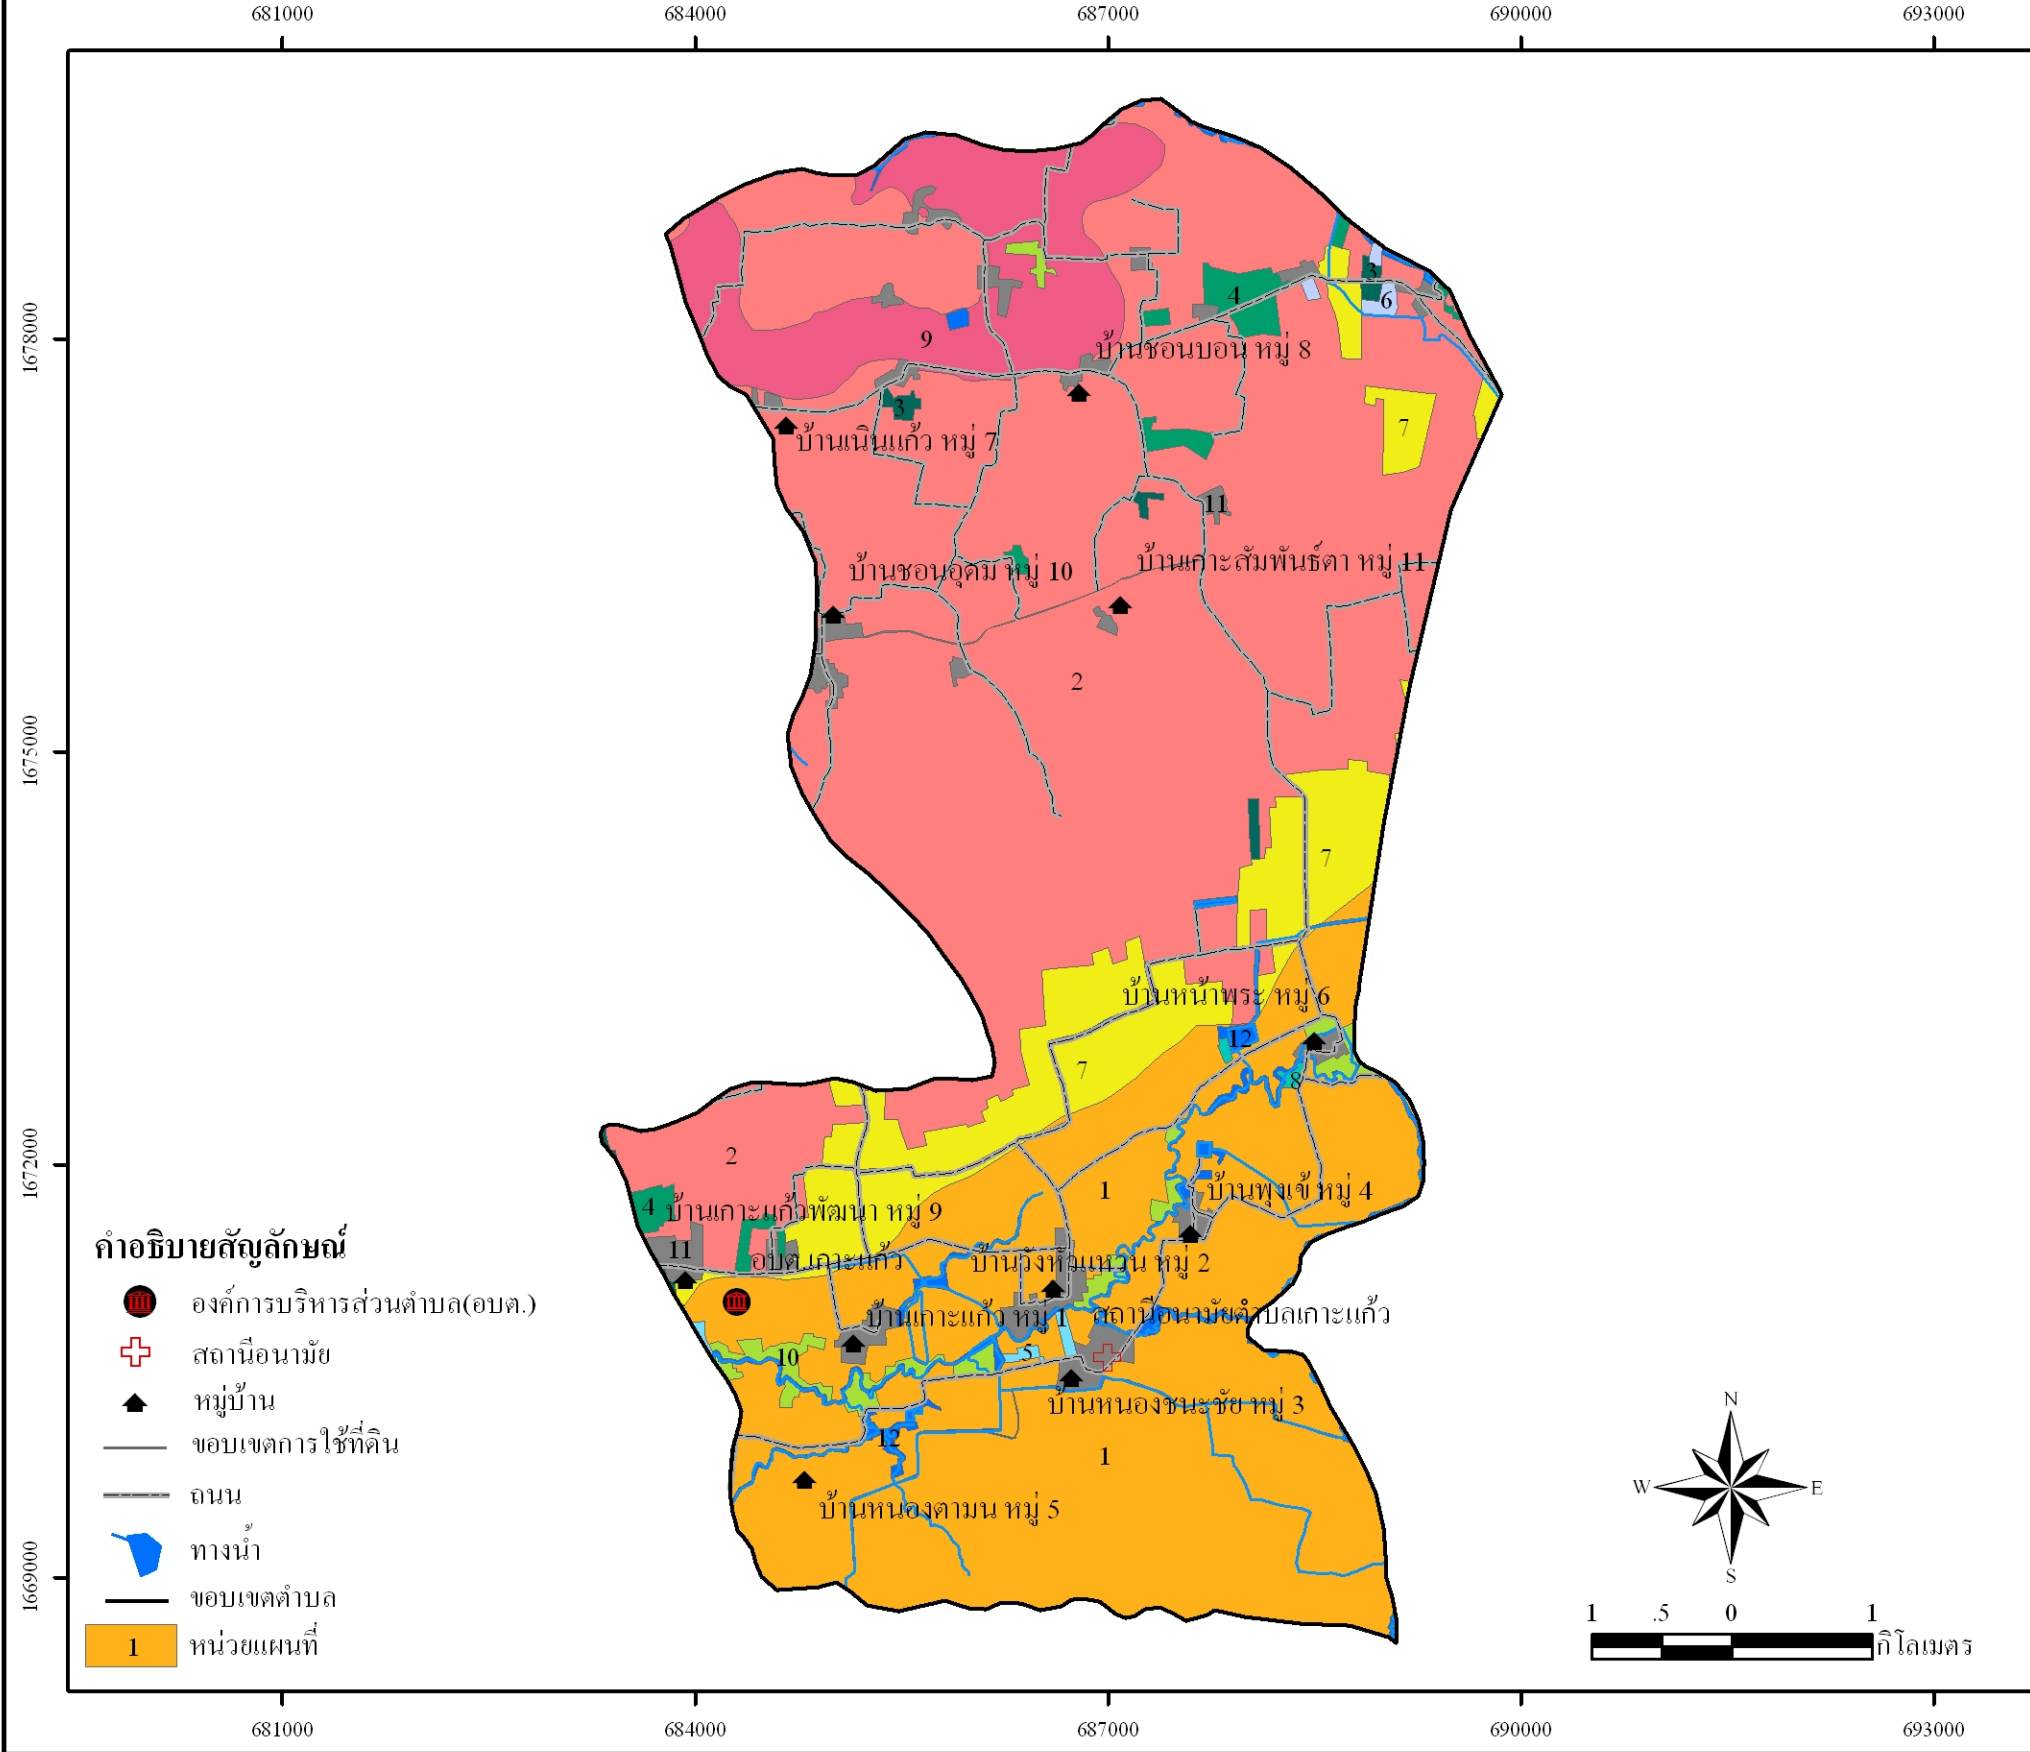 681000 684000 687000 690000 693000
1678000
1675000
1672000
1669000
3
4
6
9
บ้านชอนบอน หมู่ 8
3
7
บ้านเนินแก้ว หมู่ 7
11
บ้านชอนอุดม หมู่ 10
บ้านเกาะสัมพันธ์ตา หมู่ 11
2
7
บ้านหน้าพระ หมู่ 6
12
7
8
2
1
บ้านพุงเข้ หมู่ 4
4
บ้านเกาะแก้วพัฒนา หมู่ 9
11
อบต.เกาะแก้ว
บ้านวังหัวแหวน หมู่ 2
บ้านเกาะแก้ว หมู่ 1
สถานีอนามัยตำบลเกาะแก้ว
10
5
บ้านหนองชนะชัย หมู่ 3
12
1
บ้านหนองตามน หมู่ 5
คำอธิบายสัญลักษณ์
องค์การบริหารส่วนตำบล(อบต.)
สถานีอนามัย
หมู่บ้าน
ขอบเขตการใช้ที่ดิน
ถนน
ทางน้ำ
ขอบเขตตำบล
1 หน่วยแผนที่
N
W E
S
1 .5 0 1
กิโลเมตร
681000 684000 687000 690000 693000